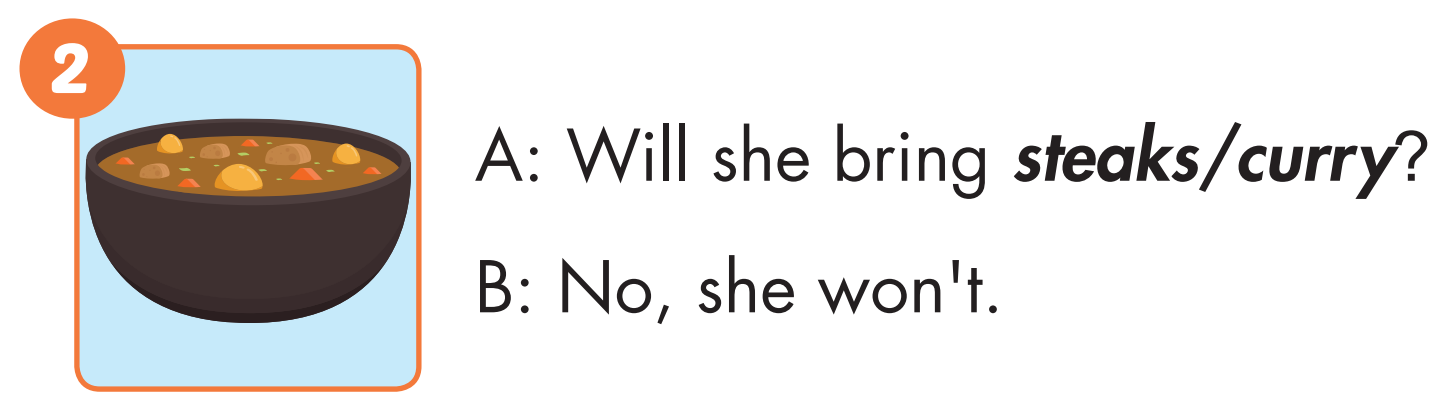 2
A: Will she bring steaks/curry?
B: No, she won't.